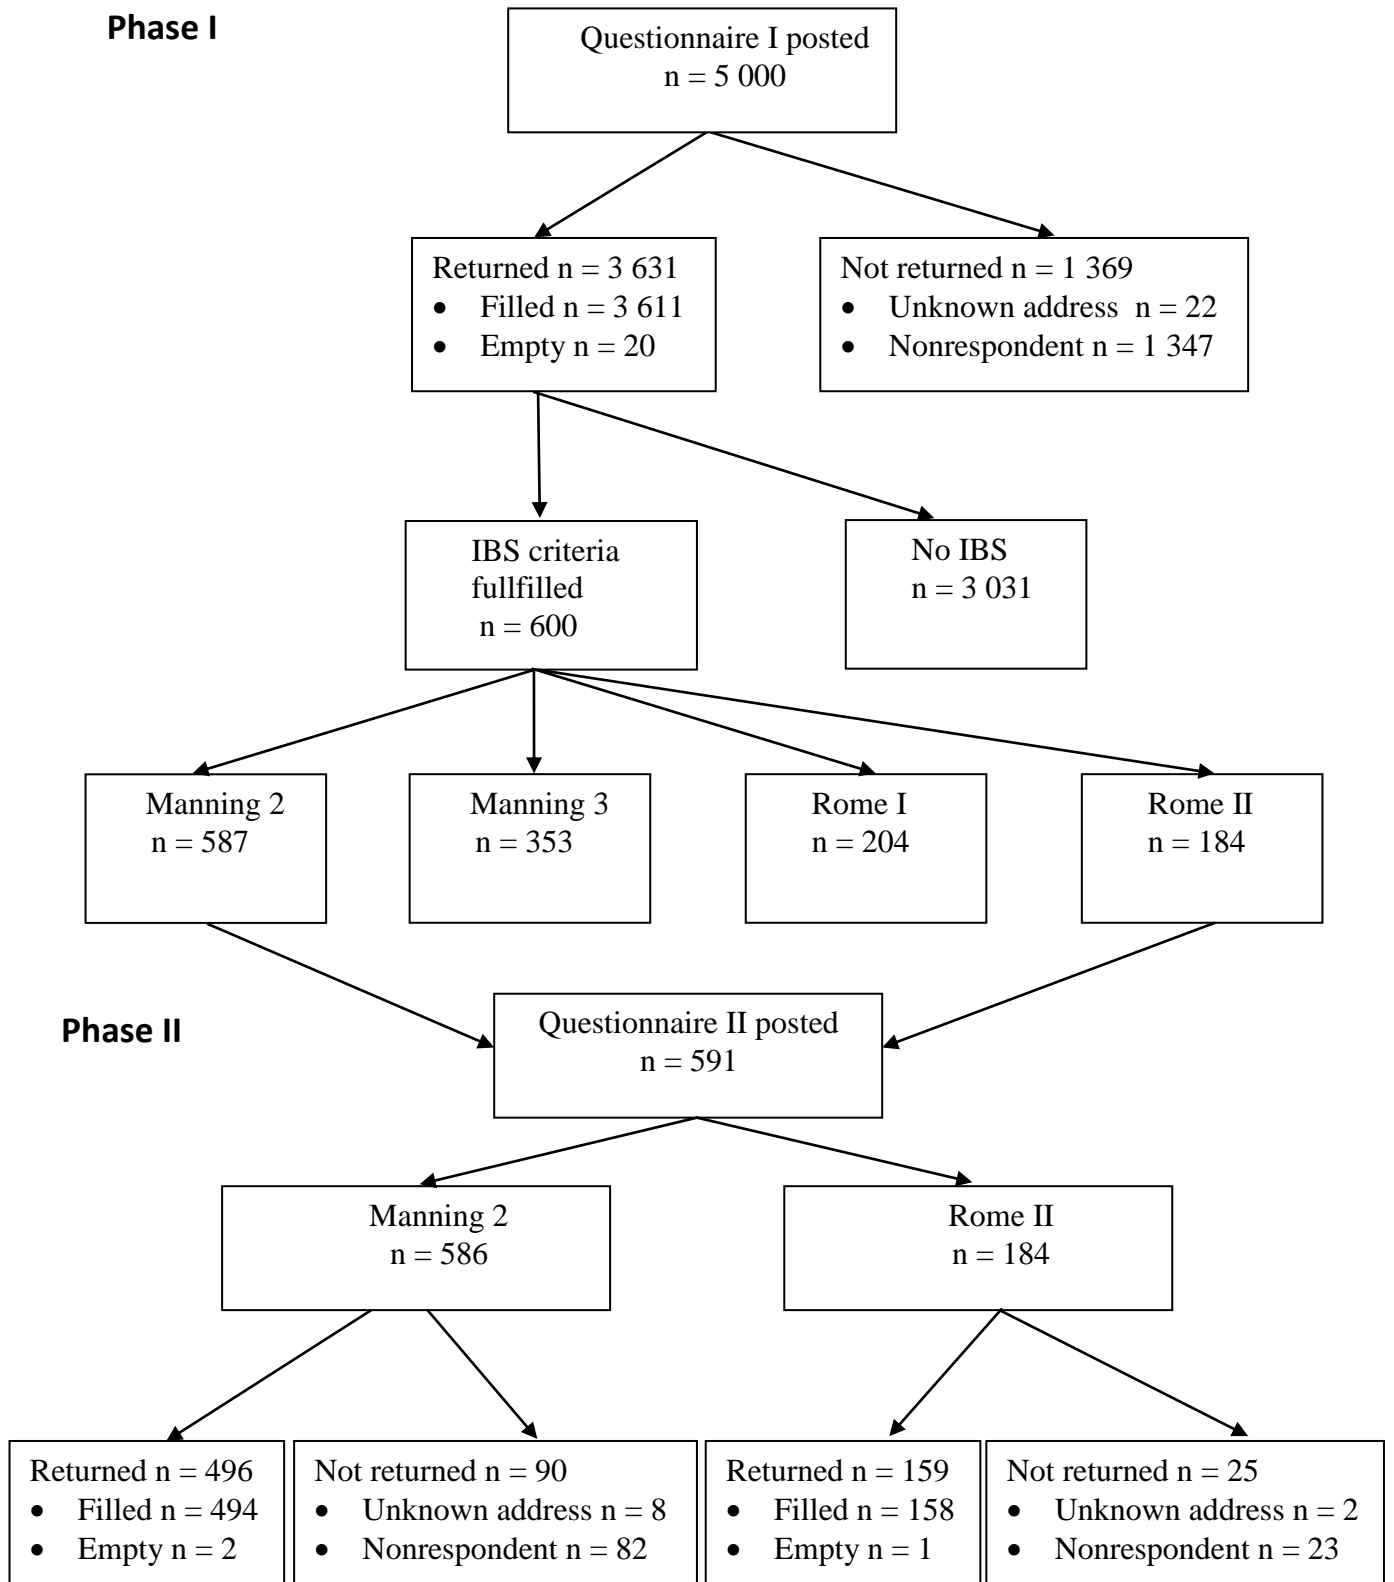 Phase I
Questionnaire I posted
n = 5 000
Returned n = 3 631
• Filled n = 3 611
• Empty n = 20
Not returned n = 1 369
• Unknown address n = 22
• Nonrespondent n = 1 347
IBS criteria
fullfilled
n = 600
No IBS
n = 3 031
Manning 2
n = 587
Manning 3
n = 353
Rome I
n = 204
Rome II
n = 184
Phase II
Questionnaire II posted
n = 591
Manning 2
n = 586
Rome II
n = 184
Returned n = 496
• Filled n = 494
• Empty n = 2
Not returned n = 90
• Unknown address n = 8
• Nonrespondent n = 82
Returned n = 159
• Filled n = 158
• Empty n = 1
Not returned n = 25
• Unknown address n = 2
• Nonrespondent n = 23